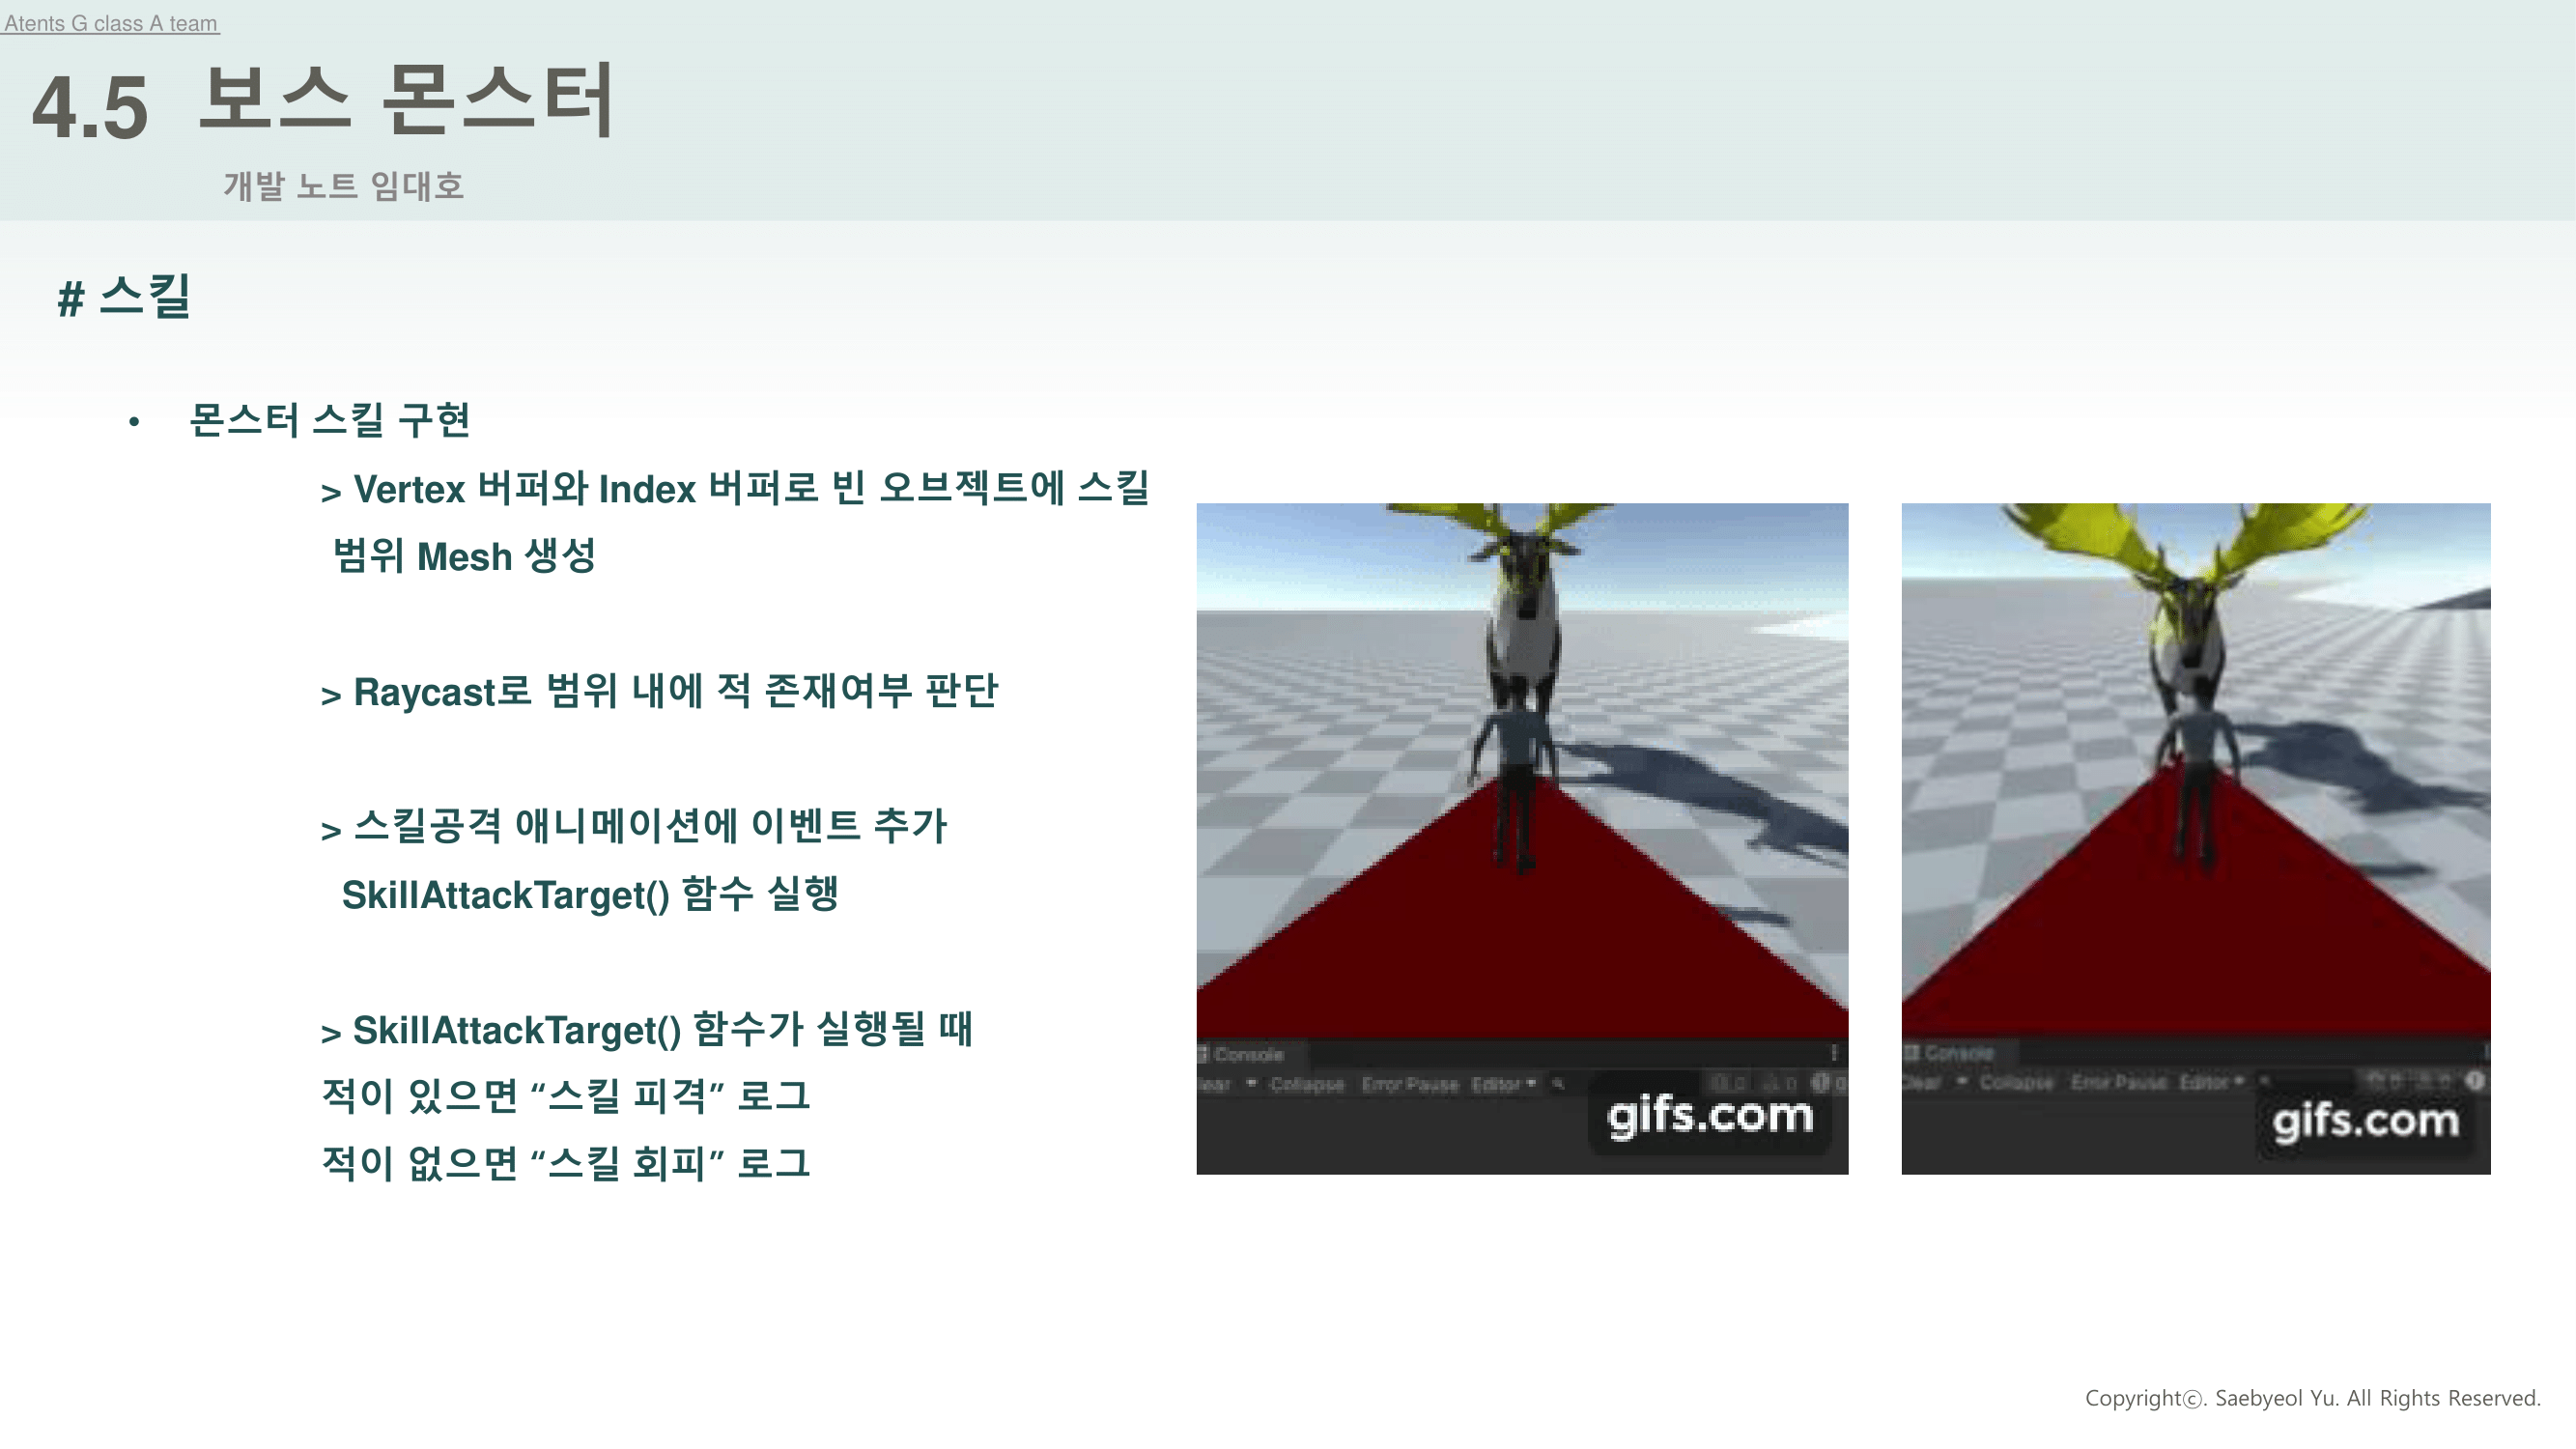 Atents G class A team
4.5 보스 몬스터
개발 노트 임대호
# 스킬
• 몬스터 스킬 구현
> Vertex 버퍼와 Index 버퍼로 빈 오브젝트에 스킬
범위 Mesh 생성
> Raycast로 범위 내에 적 존재여부 판단
> 스킬공격 애니메이션에 이벤트 추가
SkillAttackTarget() 함수 실행
> SkillAttackTarget() 함수가 실행될 때
적이 있으면 “스킬 피격” 로그
적이 없으면 “스킬 회피” 로그
Console
Collapse Error Pause Editor
gifs.com
Console
Clear Collapse Error Pause Editor
gifs.com
Copyrightⓒ. Saebyeol Yu. All Rights Reserved.